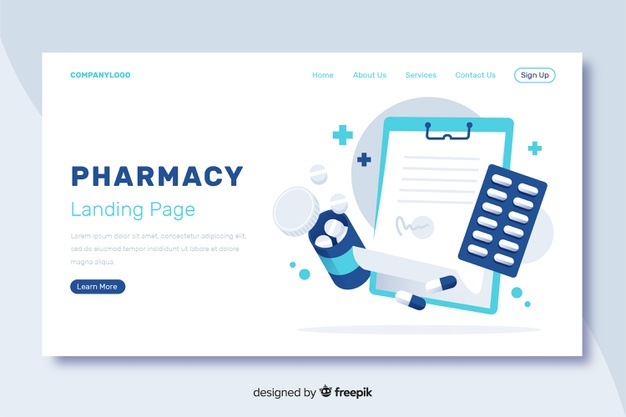 COMPANYLOGO
Home About Us Services Contact Us Sign Up
PHARMACY
Landing Page
Lorem ipsum dolor sit amet, consectetuer adipiscing elit,
sed do eiusmod tempor incididunt ut labore et dolore
magna aliqua.
Learn More
designed by freepik